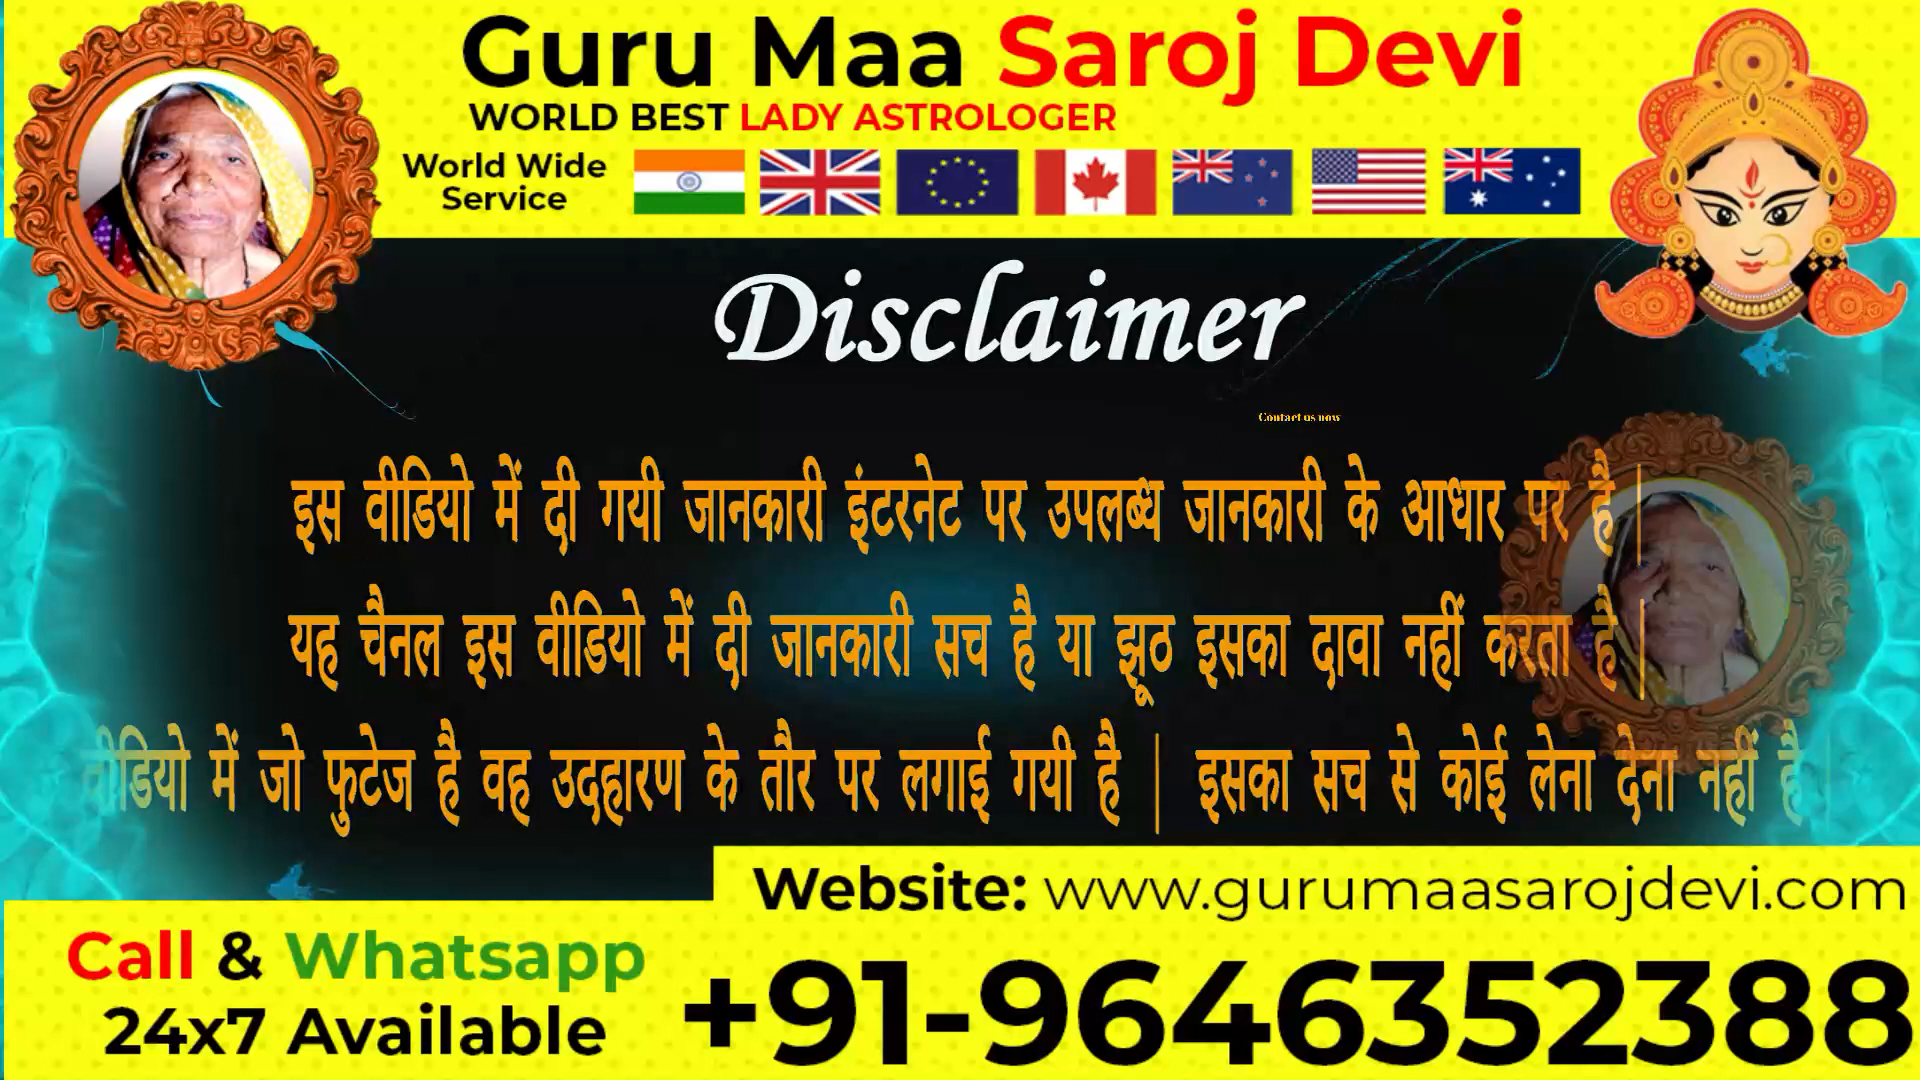 Guru Maa Saroj Devi
WORLD BEST LADY ASTROLOGER
World Wide
Service
Disclaimer
Contact us now
इस वीडियो में दी गयी जानकारी इंटरनेट पर उपलब्ध जानकारी के आधार पर है |
यह चैनल इस वीडियो में दी जानकारी सच है या झूठ इसका दावा नहीं करता है |
वीडियो में जो फुटेज है वह उदहारण के तौर पर लगाई गयी है | इसका सच से कोई लेना देना नहीं है |
Website: www.gurumaasarojdevi.com
Call & Whatsapp
24x7 Available
+91-9646352388